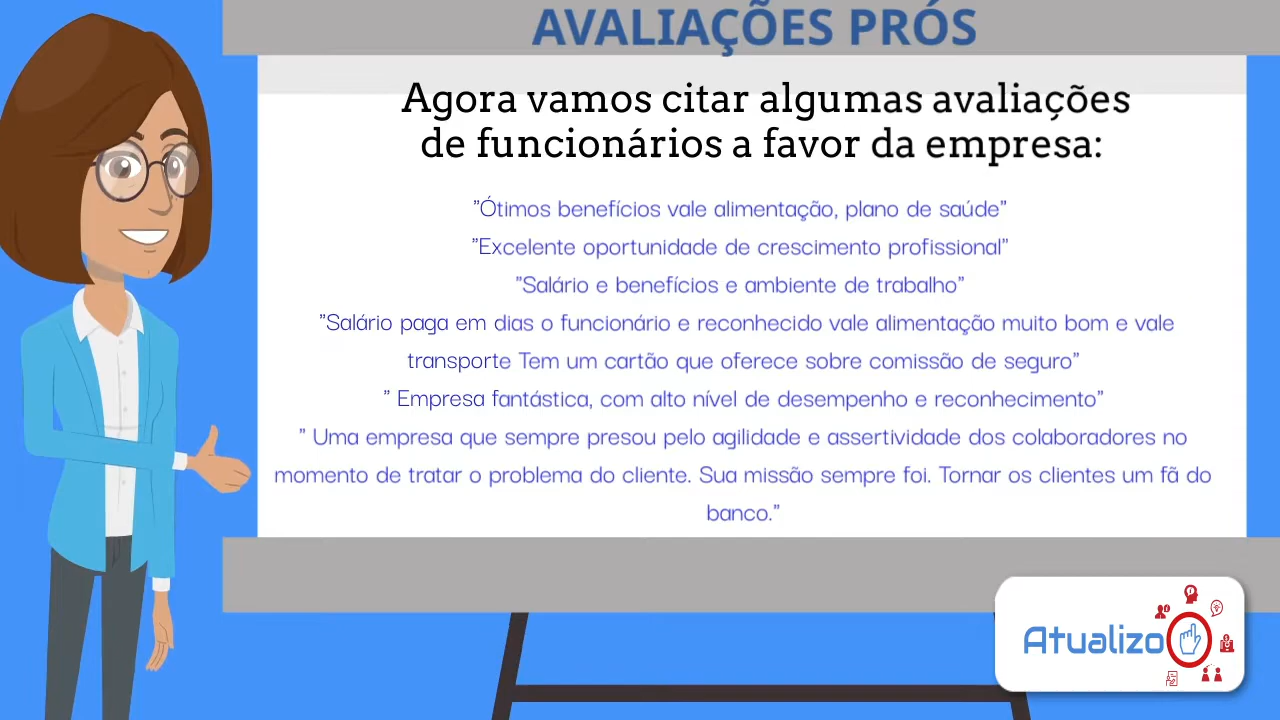 AVALIAÇÕES PRÓS
Agora vamos citar algumas avaliações
de funcionários a favor da empresa:
"Ótimos benefícios vale alimentação, plano de saúde"
"Excelente oportunidade de crescimento profissional"
"Salário e benefícios e ambiente de trabalho"
"Salário paga em dias o funcionário e reconhecido vale alimentação muito bom e vale
transporte Tem um cartão que oferece sobre comissão de seguro"
" Empresa fantástica, com alto nível de desempenho e reconhecimento"
" Uma empresa que sempre presou pelo agilidade e assertividade dos colaboradores no
momento de tratar o problema do cliente. Sua missão sempre foi. Tornar os clientes um fã do
banco."
Atualizo